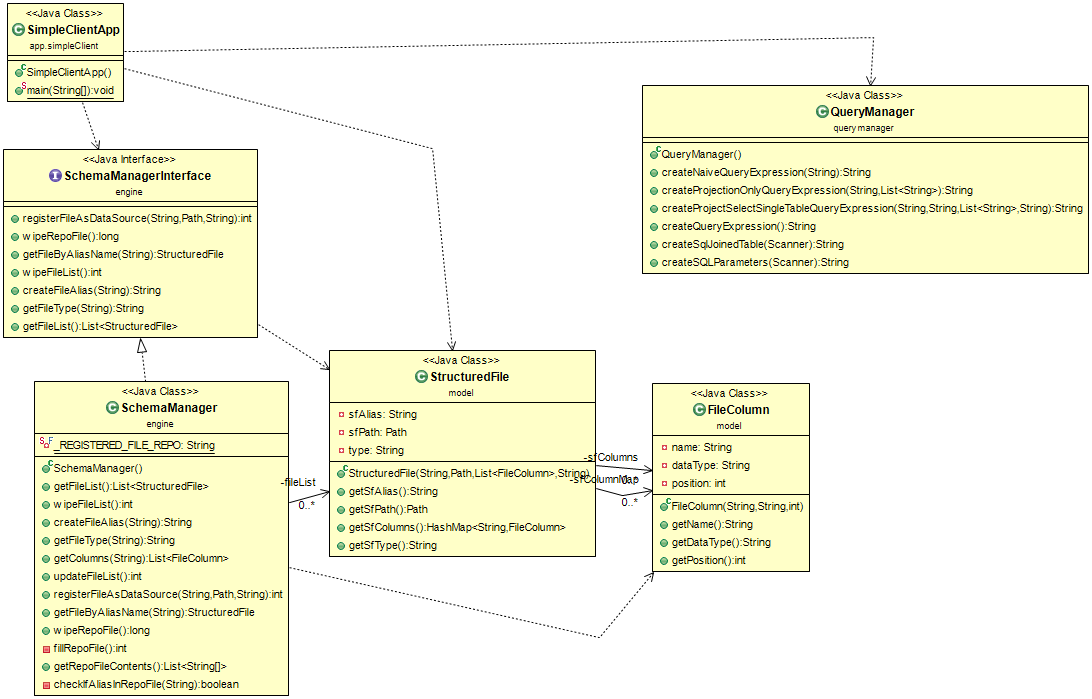 <<Java Class>>
SimpleClientApp
app.simpleClient
SimpleClientApp()
main(String[]):void
<<Java Class>>
QueryManager
query manager
QueryManager()
createNaiveQueryExpression(String):String
createProjectionOnlyQueryExpression(String,List<String>):String
createProjectSelectSingleTableQueryExpression(String,String,List<String>,String):String
createQueryExpression():String
createSqlJoinedTable(Scanner):String
createSQLParameters(Scanner):String
<<Java Interface>>
SchemaManagerInterface
engine
registerFileAsDataSource(String,Path,String):int
wipeRepoFile():long
getFileByAliasName(String):StructuredFile
wipeFileList():int
createFileAlias(String):String
getFileType(String):String
getFileList():List<StructuredFile>
<<Java Class>>
StructuredFile
model
sfAlias: String
sfPath: Path
type: String
StructuredFile(String,Path,List<FileColumn>,String)
getSfAlias():String
getSfPath():Path
getSfColumns():HashMap<String,FileColumn>
getSfType():String
<<Java Class>>
SchemaManager
engine
_REGISTERED_FILE_REPO: String
SchemaManager()
getFileList():List<StructuredFile>
wipeFileList():int
createFileAlias(String):String
getFileType(String):String
getColumns(String):List<FileColumn>
updateFileList():int
registerFileAsDataSource(String,Path,String):int
getFileByAliasName(String):StructuredFile
wipeRepoFile():long
fillRepoFile():int
getRepoFileContents():List<String[]>
checkIfAliasInRepoFile(String):boolean
-fileList
0..*
-sfColumns
-sfColumnMap
0..*
<<Java Class>>
FileColumn
model
name: String
dataType: String
position: int
FileColumn(String,String,int)
getName():String
getDataType():String
getPosition():int